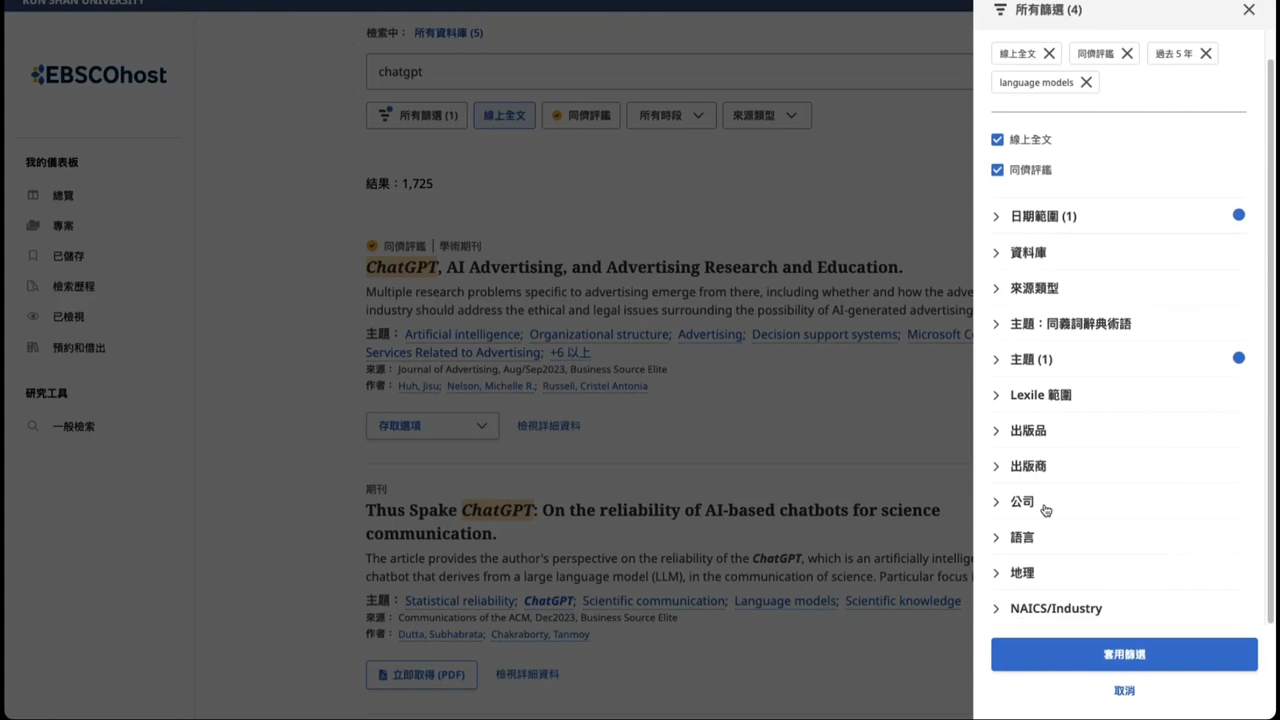 KUN SHAN UNIVERSITY
EBSCOhost
我的儀表板
總覽
專案
已儲存
檢索歷程
已檢視
預約和借出
研究工具
一般檢索
檢索中： 所有資料庫 (5)
chatgpt
所有篩選 (1) 線上全文 同儕評鑑 所有時段 來源類型
結果：1,725
同儕評鑑 | 學術期刊
ChatGPT, AI Advertising, and Advertising Research and Education.
Multiple research problems specific to advertising emerge from there, including whether and how the adve
industry should address the ethical and legal issues surrounding the possibility of AI-generated advertising
主題： Artificial intelligence; Organizational structure; Advertising; Decision support systems; Microsoft C
Services Related to Advertising; +6 以上
來源： Journal of Advertising, Aug/Sep2023, Business Source Elite
作者： Huh, Jisu; Nelson, Michelle R.; Russell, Cristel Antonia
存取選項 檢視詳細資料
期刊
Thus Spake ChatGPT: On the reliability of AI-based chatbots for science
communication.
The article provides the author's perspective on the reliability of the ChatGPT, which is an artificially intellige
chatbot that derives from a large language model (LLM), in the communication of science. Particular focus i
主題： Statistical reliability; ChatGPT; Scientific communication; Language models; Scientific knowledge
來源： Communications of the ACM, Dec2023, Business Source Elite
作者： Dutta, Subhabrata; Chakraborty, Tanmoy
立即取得 (PDF) 檢視詳細資料
所有篩選 (4)
線上全文 同儕評鑑 過去 5 年
language models
線上全文
同儕評鑑
日期範圍 (1)
資料庫
來源類型
主題：同義詞辭典術語
主題 (1)
Lexile 範圍
出版品
出版商
公司
語言
地理
NAICS/Industry
套用篩選
取消